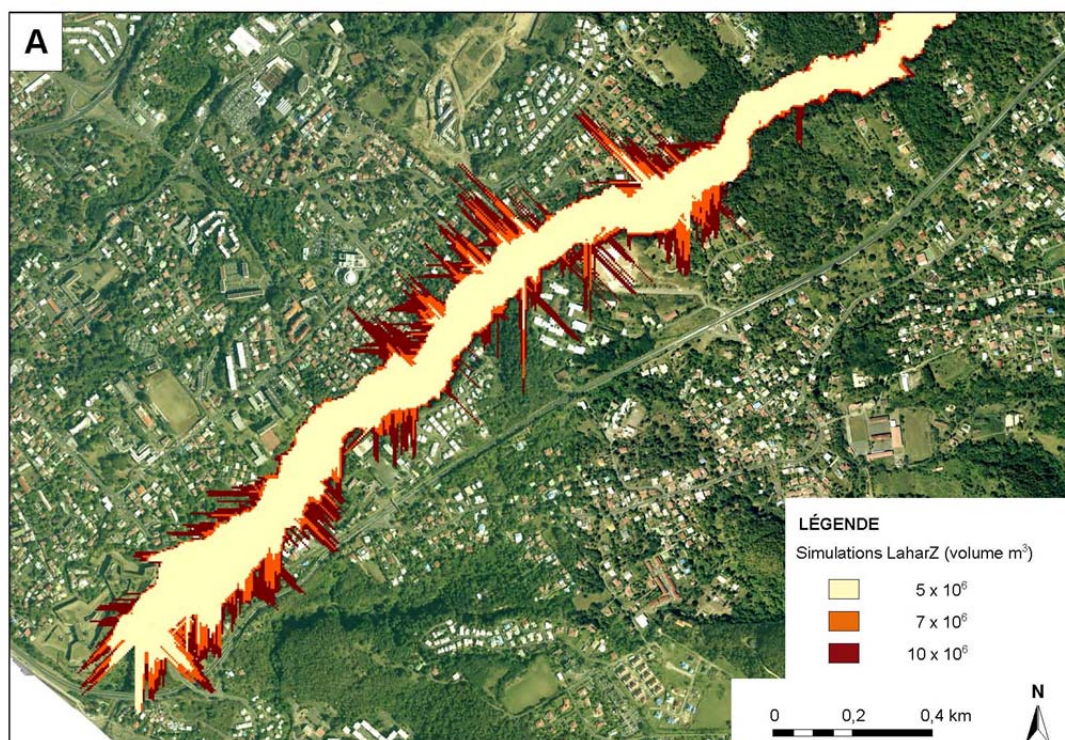 A
LÉGENDE
Simulations LaharZ (volume m³)
5 x 10⁶
7 x 10⁶
10 x 10⁶
0 0,2 0,4 km
N